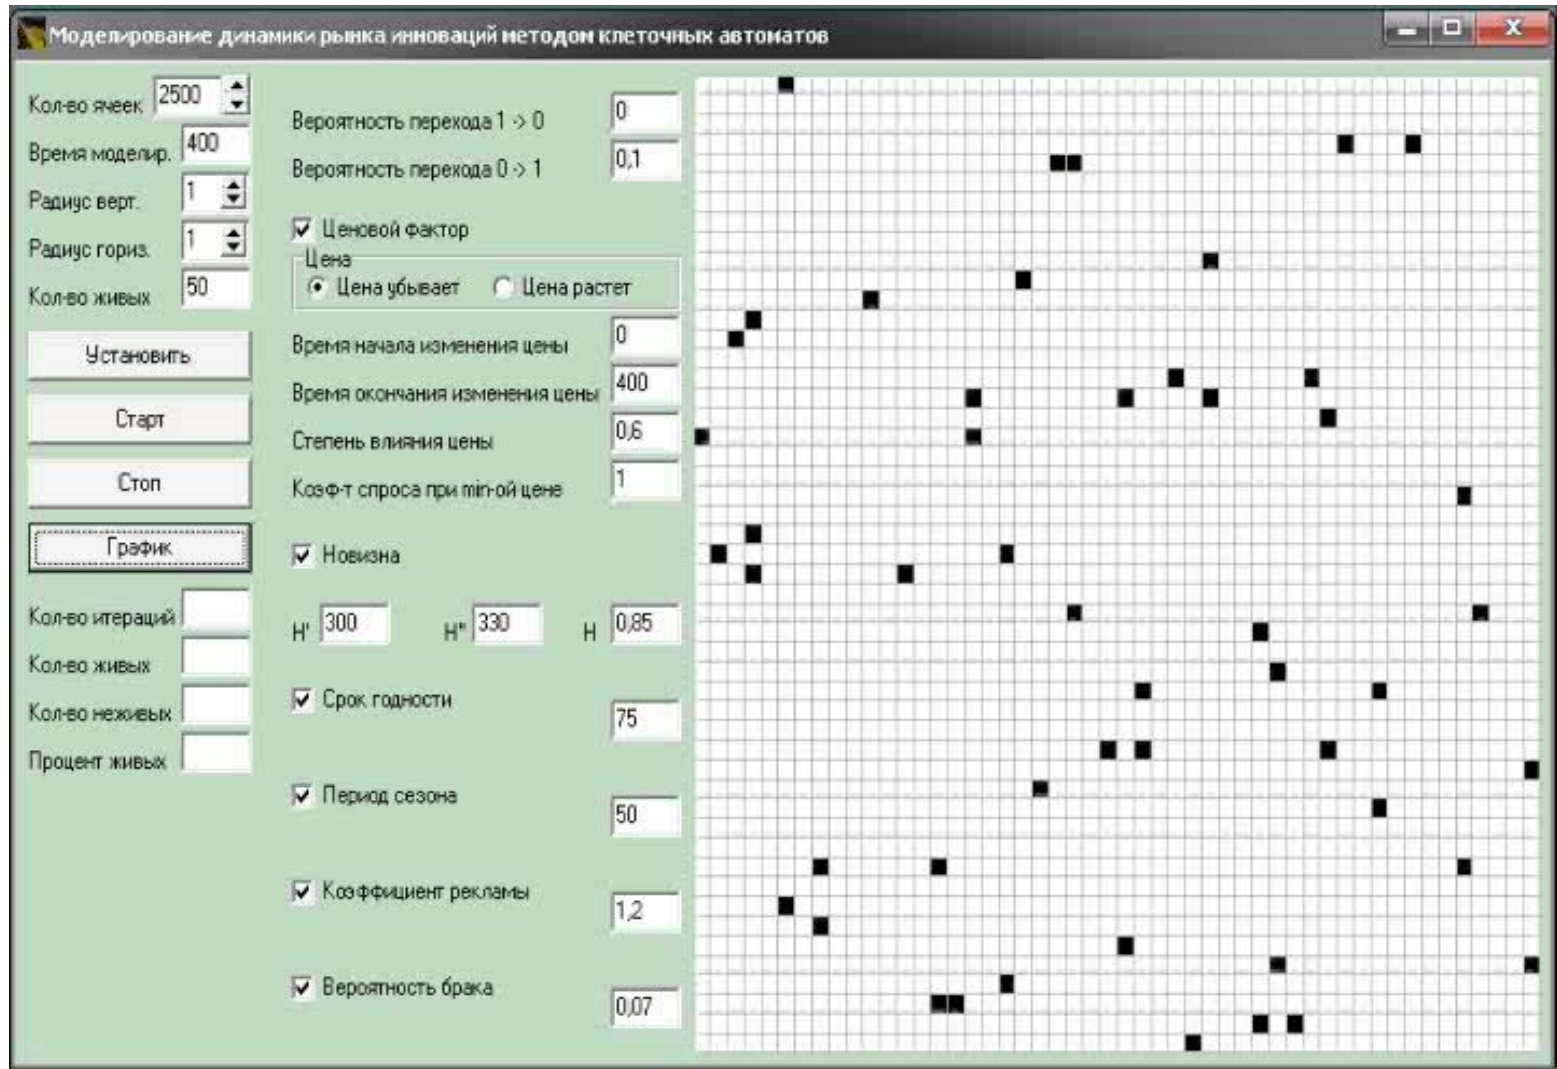 Моделирование динамики рынка инноваций методом клеточных автоматов
Кол-во ячеек 2500
Время моделир. 400
Радиус верт. 1
Радиус гориз. 1
Кол-во живых 50
Установить
Старт
Стоп
График
Кол-во итераций
Кол-во живых
Кол-во неживых
Процент живых
Вероятность перехода 1 -> 0 0
Вероятность перехода 0 -> 1 0,1
Ценовой фактор
Цена
Цена убывает Цена растет
Время начала изменения цены 0
Время окончания изменения цены 400
Степень влияния цены 0,6
Коэф-т спроса при min-ой цене 1
Новизна
Н' 300 Н" 330 Н 0,85
Срок годности 75
Период сезона 50
Коэффициент рекламы 1,2
Вероятность брака 0,07